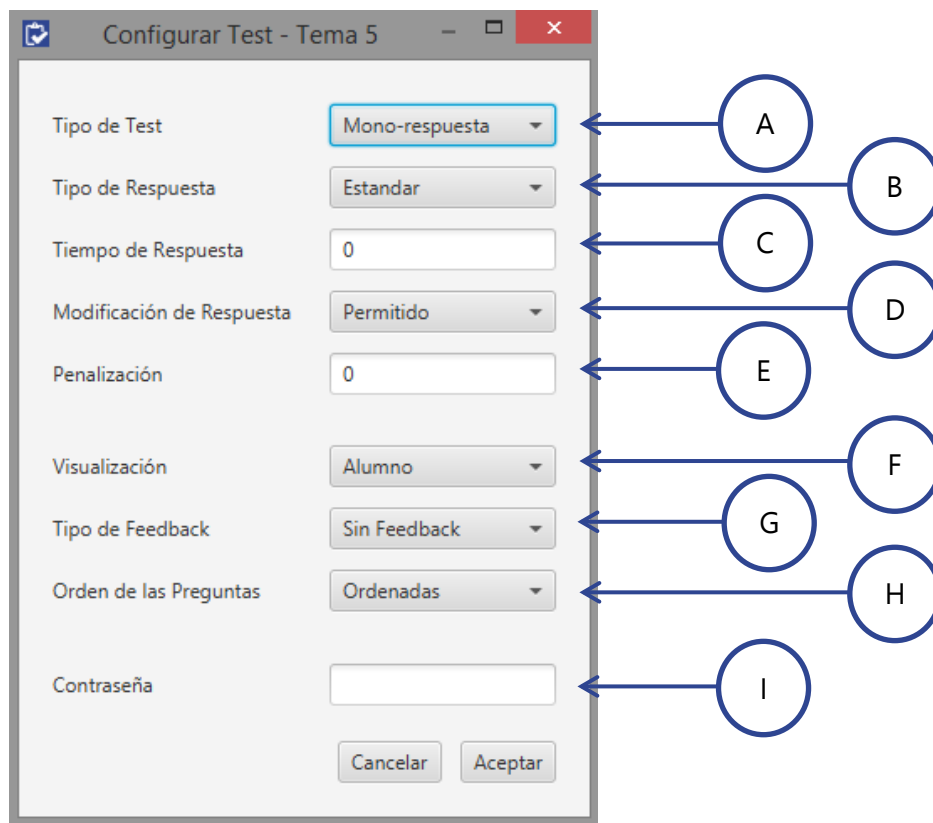 Configurar Test - Tema 5
Tipo de Test Mono-respuesta A
Tipo de Respuesta Estandar B
Tiempo de Respuesta 0 C
Modificación de Respuesta Permitido D
Penalización 0 E
Visualización Alumno F
Tipo de Feedback Sin Feedback G
Orden de las Preguntas Ordenadas H
Contraseña I
Cancelar Aceptar